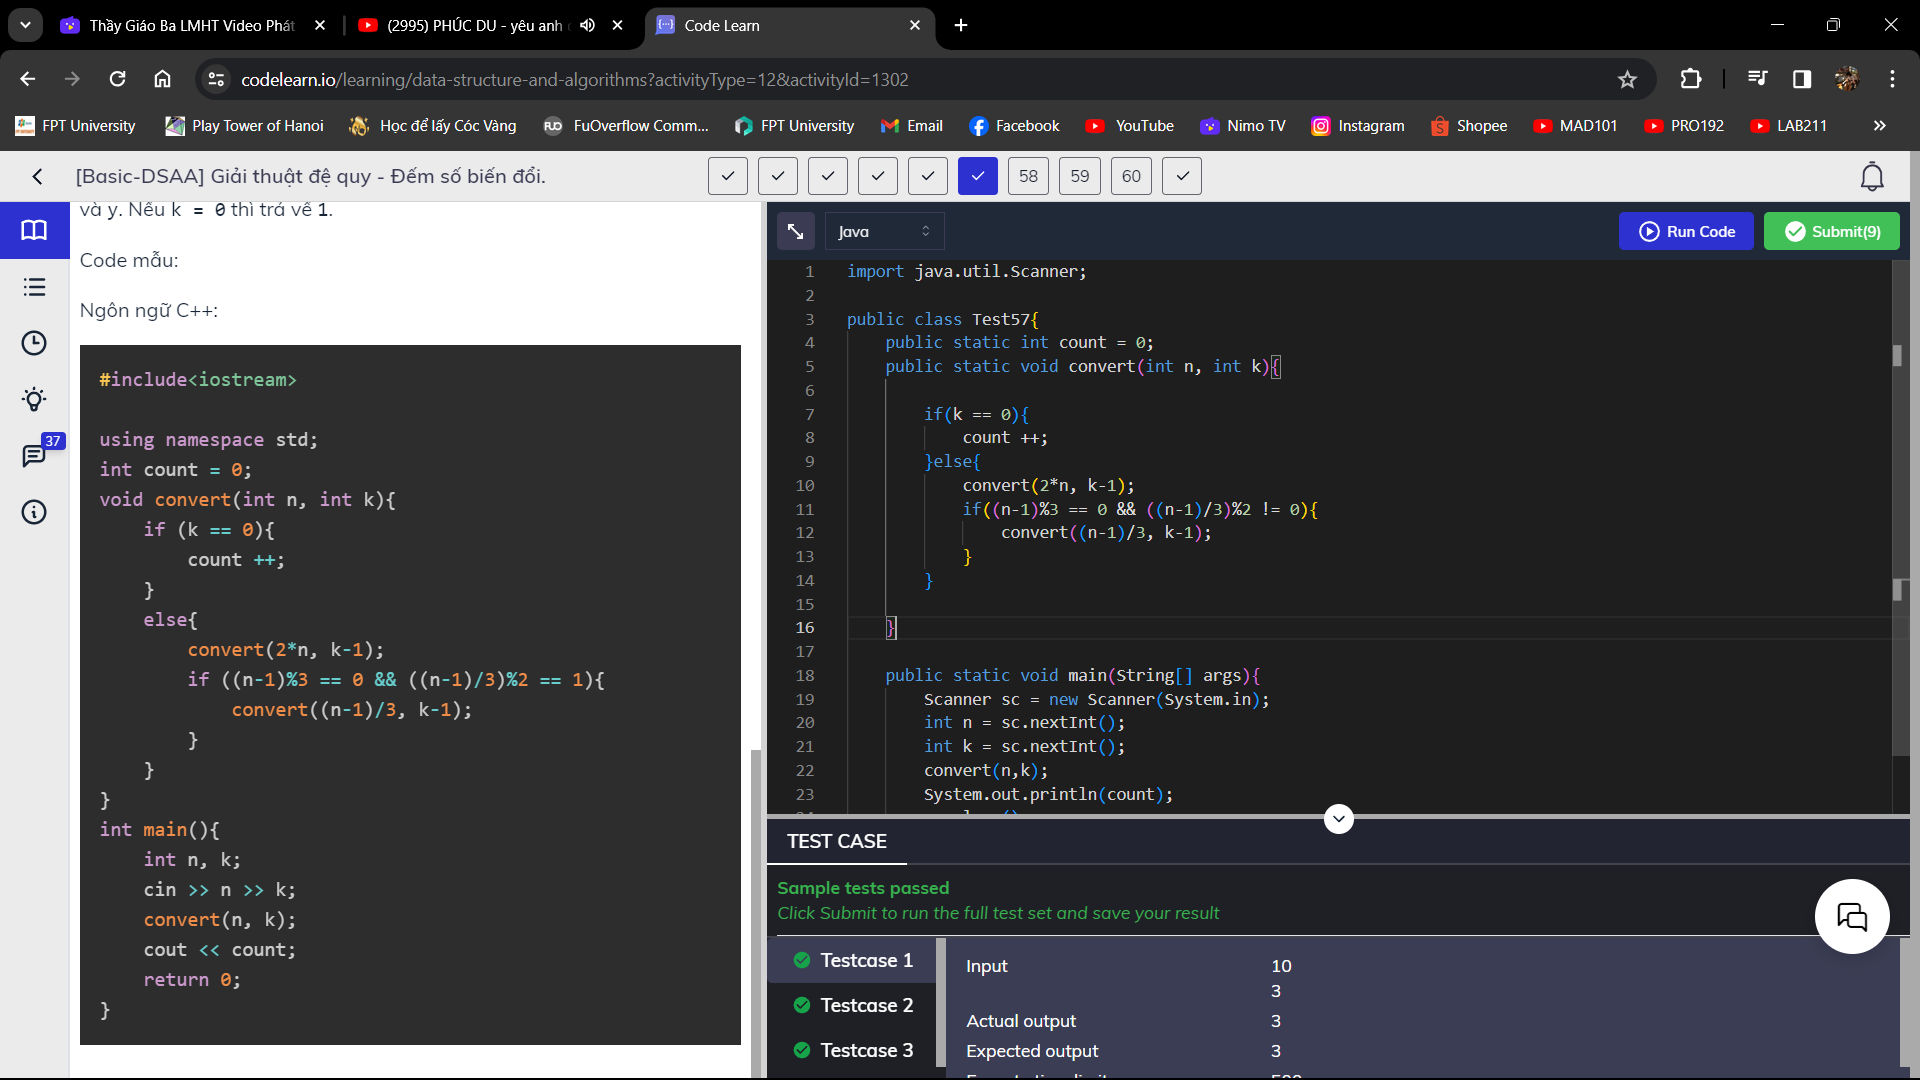 Thầy Giáo Ba LMHT Video Phát
(2995) PHÚC DU - yêu anh
Code Learn
codelearn.io/learning/data-structure-and-algorithms?activityType=12&activityId=1302
FPT University
Play Tower of Hanoi
Học để lấy Cóc Vàng
FUO
FuOverflow Comm...
FPT University
Email
Facebook
YouTube
Nimo TV
Instagram
Shopee
MAD101
PRO192
LAB211
[Basic-DSAA] Giải thuật đệ quy - Đếm số biến đổi.
58
59
60
37
và y. Nếu k = 0 thì trả về 1.
Code mẫu:
Ngôn ngữ C++:
#include<iostream>
using namespace std;
int count = 0;
void convert(int n, int k){
    if (k == 0){
        count ++;
    }
    else{
        convert(2*n, k-1);
        if ((n-1)%3 == 0 && ((n-1)/3)%2 == 1){
            convert((n-1)/3, k-1);
        }
    }
}
int main(){
    int n, k;
    cin >> n >> k;
    convert(n, k);
    cout << count;
    return 0;
}
Java
Run Code
Submit(9)
1 import java.util.Scanner;
2
3 public class Test57{
4     public static int count = 0;
5     public static void convert(int n, int k){
6
7         if(k == 0){
8             count ++;
9         }else{
10             convert(2*n, k-1);
11             if((n-1)%3 == 0 && ((n-1)/3)%2 != 0){
12                 convert((n-1)/3, k-1);
13             }
14         }
15
16     }
17
18     public static void main(String[] args){
19         Scanner sc = new Scanner(System.in);
20         int n = sc.nextInt();
21         int k = sc.nextInt();
22         convert(n,k);
23         System.out.println(count);
TEST CASE
Sample tests passed
Click Submit to run the full test set and save your result
Testcase 1
Testcase 2
Testcase 3
Input 10
3
Actual output 3
Expected output 3